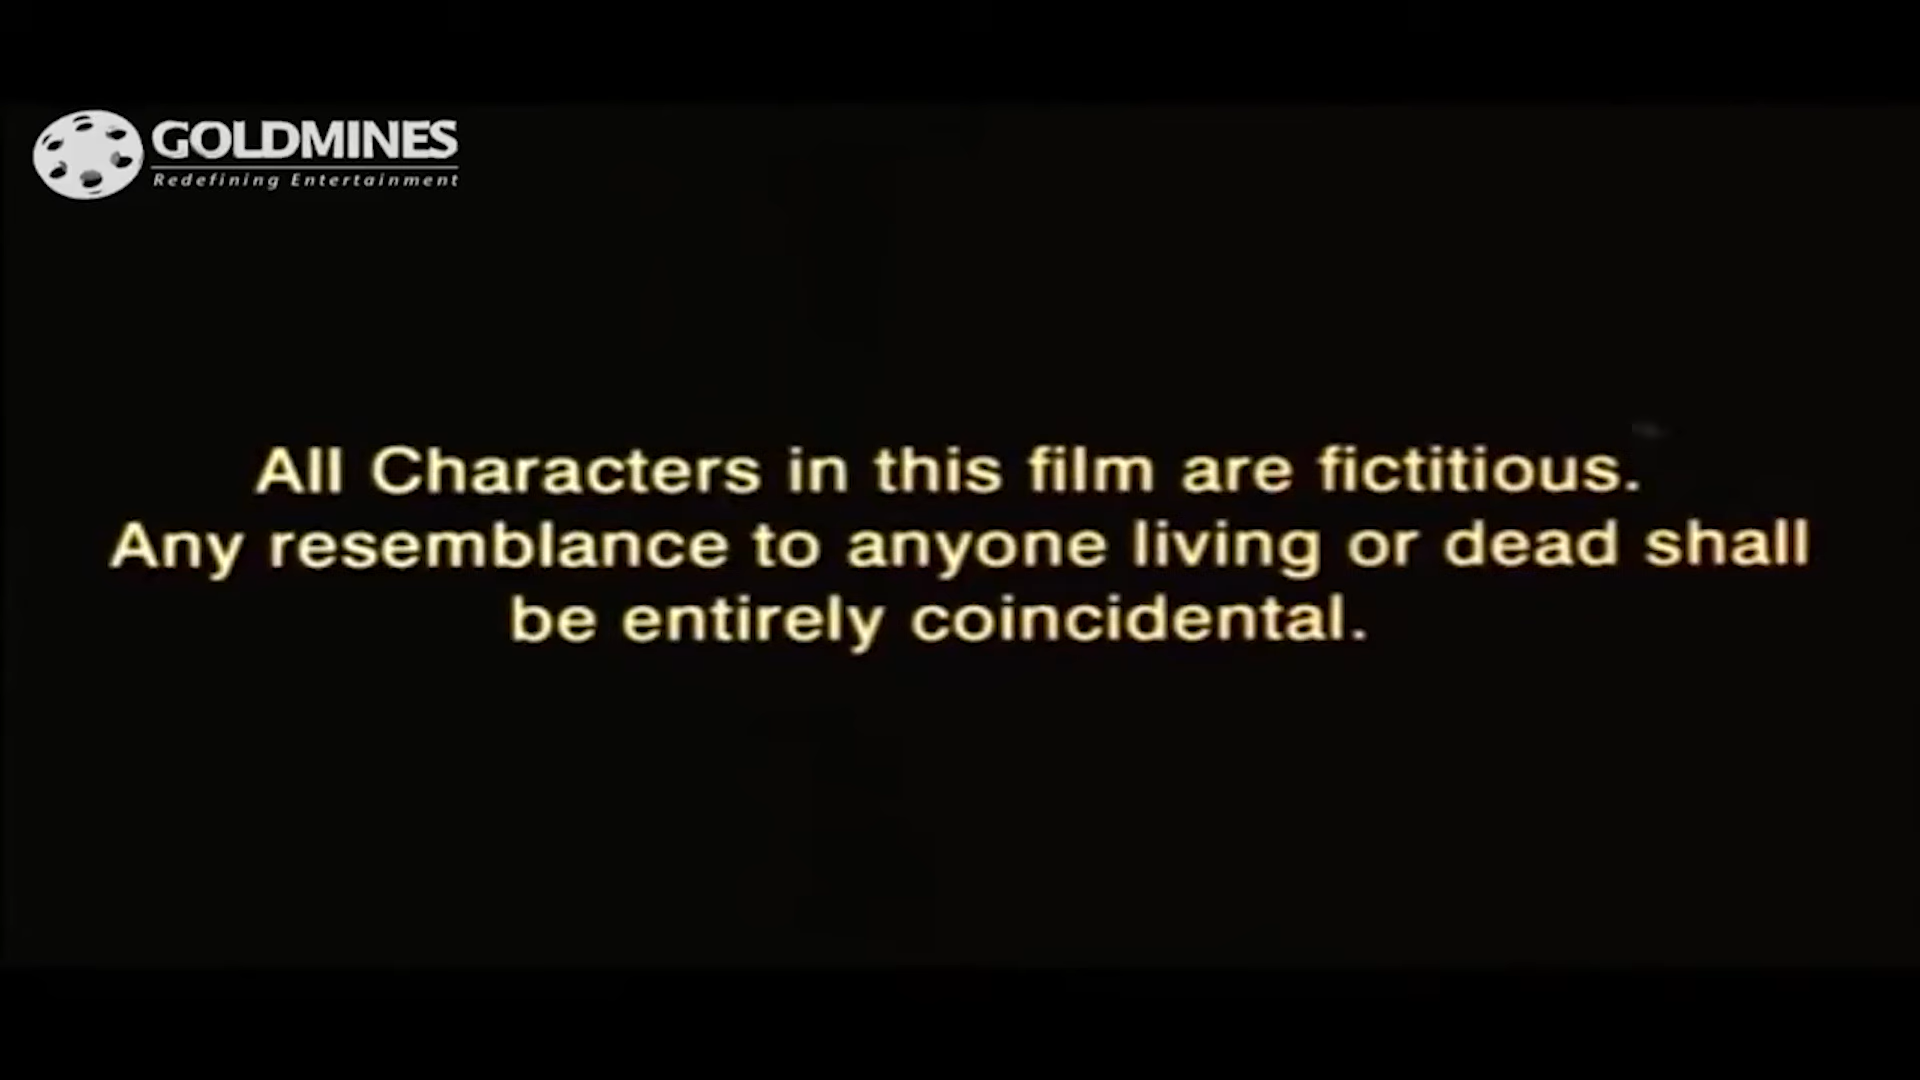 GOLDMINES
Redefining Entertainment
All Characters in this film are fictitious.
Any resemblance to anyone living or dead shall
be entirely coincidental.